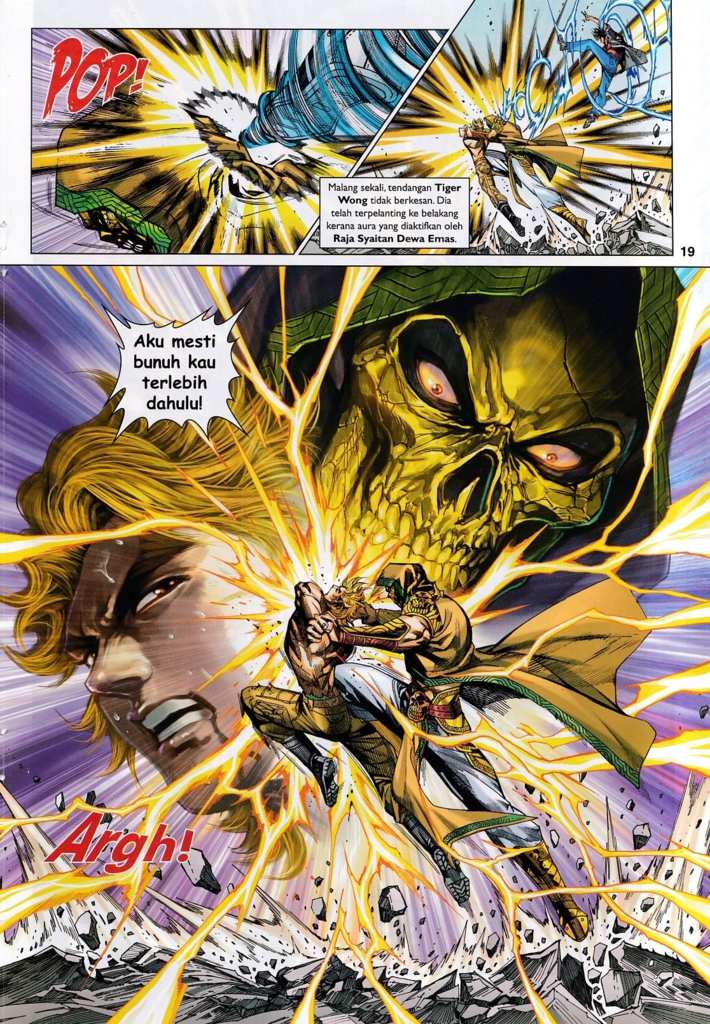 POP!
Malang sekali, tendangan Tiger
Wong tidak berkesan. Dia
telah terpelanting ke belakang
kerana aura yang diaktifkan oleh
Raja Syaitan Dewa Emas.
19
Aku mesti
bunuh kau
terlebih
dahulu!
Argh!